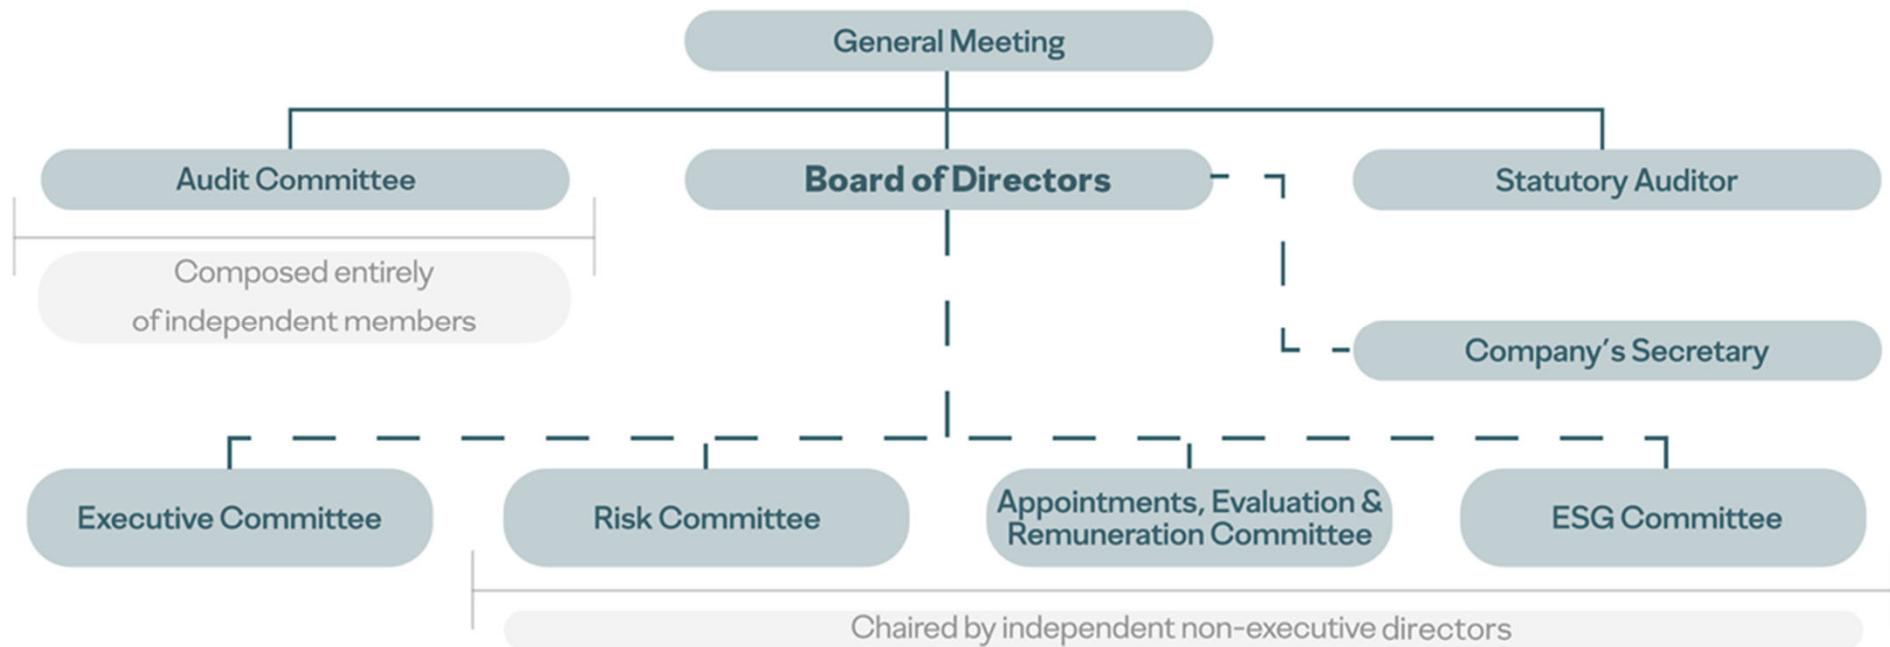 General Meeting
Audit Committee
Board of Directors
Statutory Auditor
Composed entirely
of independent members
Company's Secretary
Executive Committee
Risk Committee
Appointments, Evaluation &
Remuneration Committee
ESG Committee
Chaired by independent non-executive directors